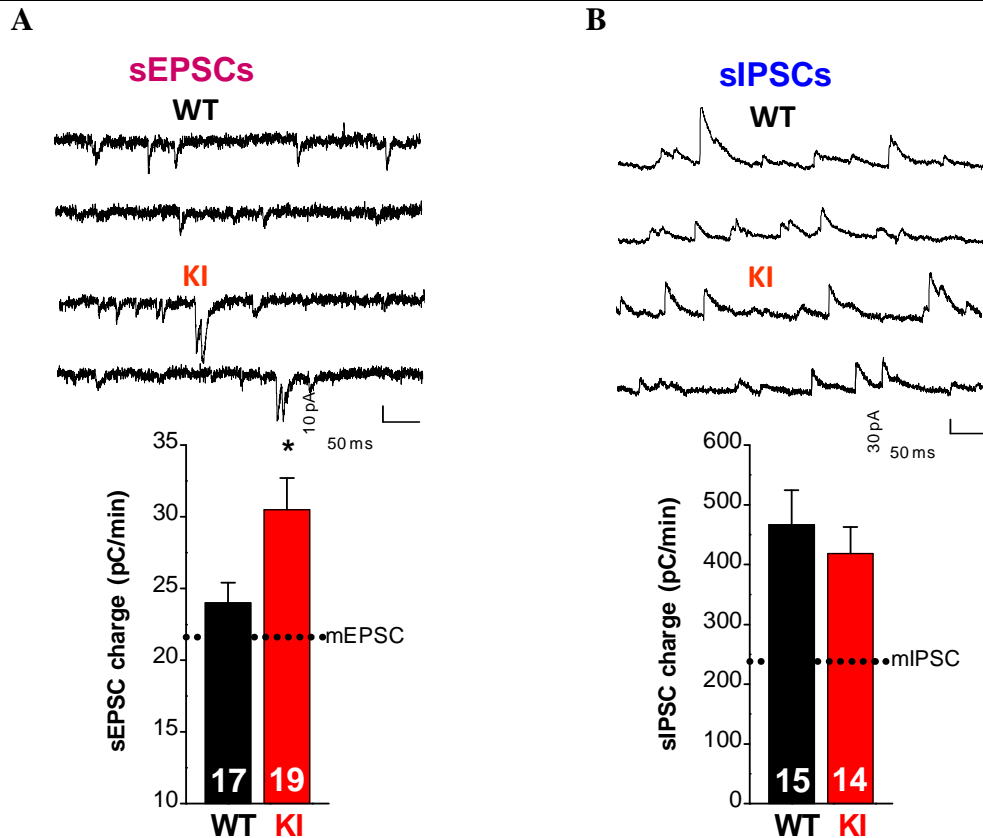 A
sEPSCs
WT
KI
10 pA
50 ms
35
30
25
20
15
10
sEPSC charge (pC/min)
*
mEPSC
17
19
WT
KI
B
sIPSCs
WT
KI
30 pA
50 ms
600
500
400
300
200
100
0
sIPSC charge (pC/min)
mIPSC
15
14
WT
KI